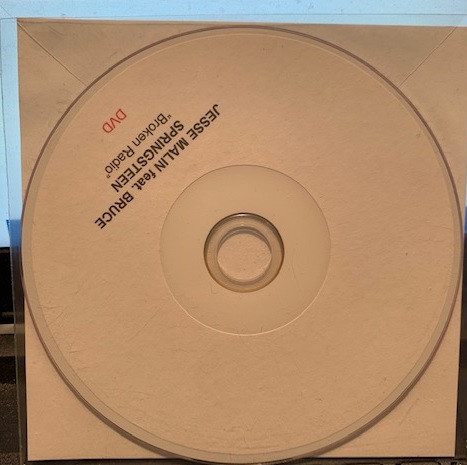 JESSE MALIN feat. BRUCE
SPRINGSTEEN
"Broken Radio"
DVD